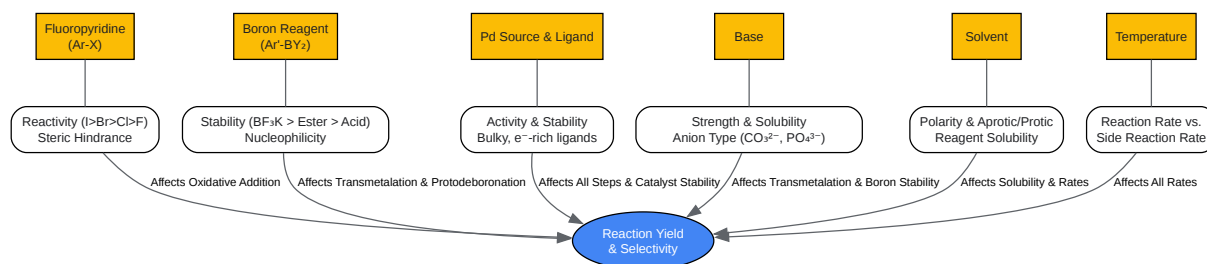 Fluoropyridine
(Ar-X)
Boron Reagent
(Ar'-BY₂)
Pd Source & Ligand
Base
Solvent
Temperature
Reactivity (I>Br>Cl>F)
Steric Hindrance
Stability (BF₃K > Ester > Acid)
Nucleophilicity
Activity & Stability
Bulky, e⁻-rich ligands
Strength & Solubility
Anion Type (CO₃²⁻, PO₄³⁻)
Polarity & Aprotic/Protic
Reagent Solubility
Reaction Rate vs.
Side Reaction Rate
Affects Oxidative Addition
Affects Transmetalation & Protodeboronation
Affects All Steps & Catalyst Stability
Affects Transmetalation & Boron Stability
Affects Solubility & Rates
Affects All Rates
Reaction Yield
& Selectivity